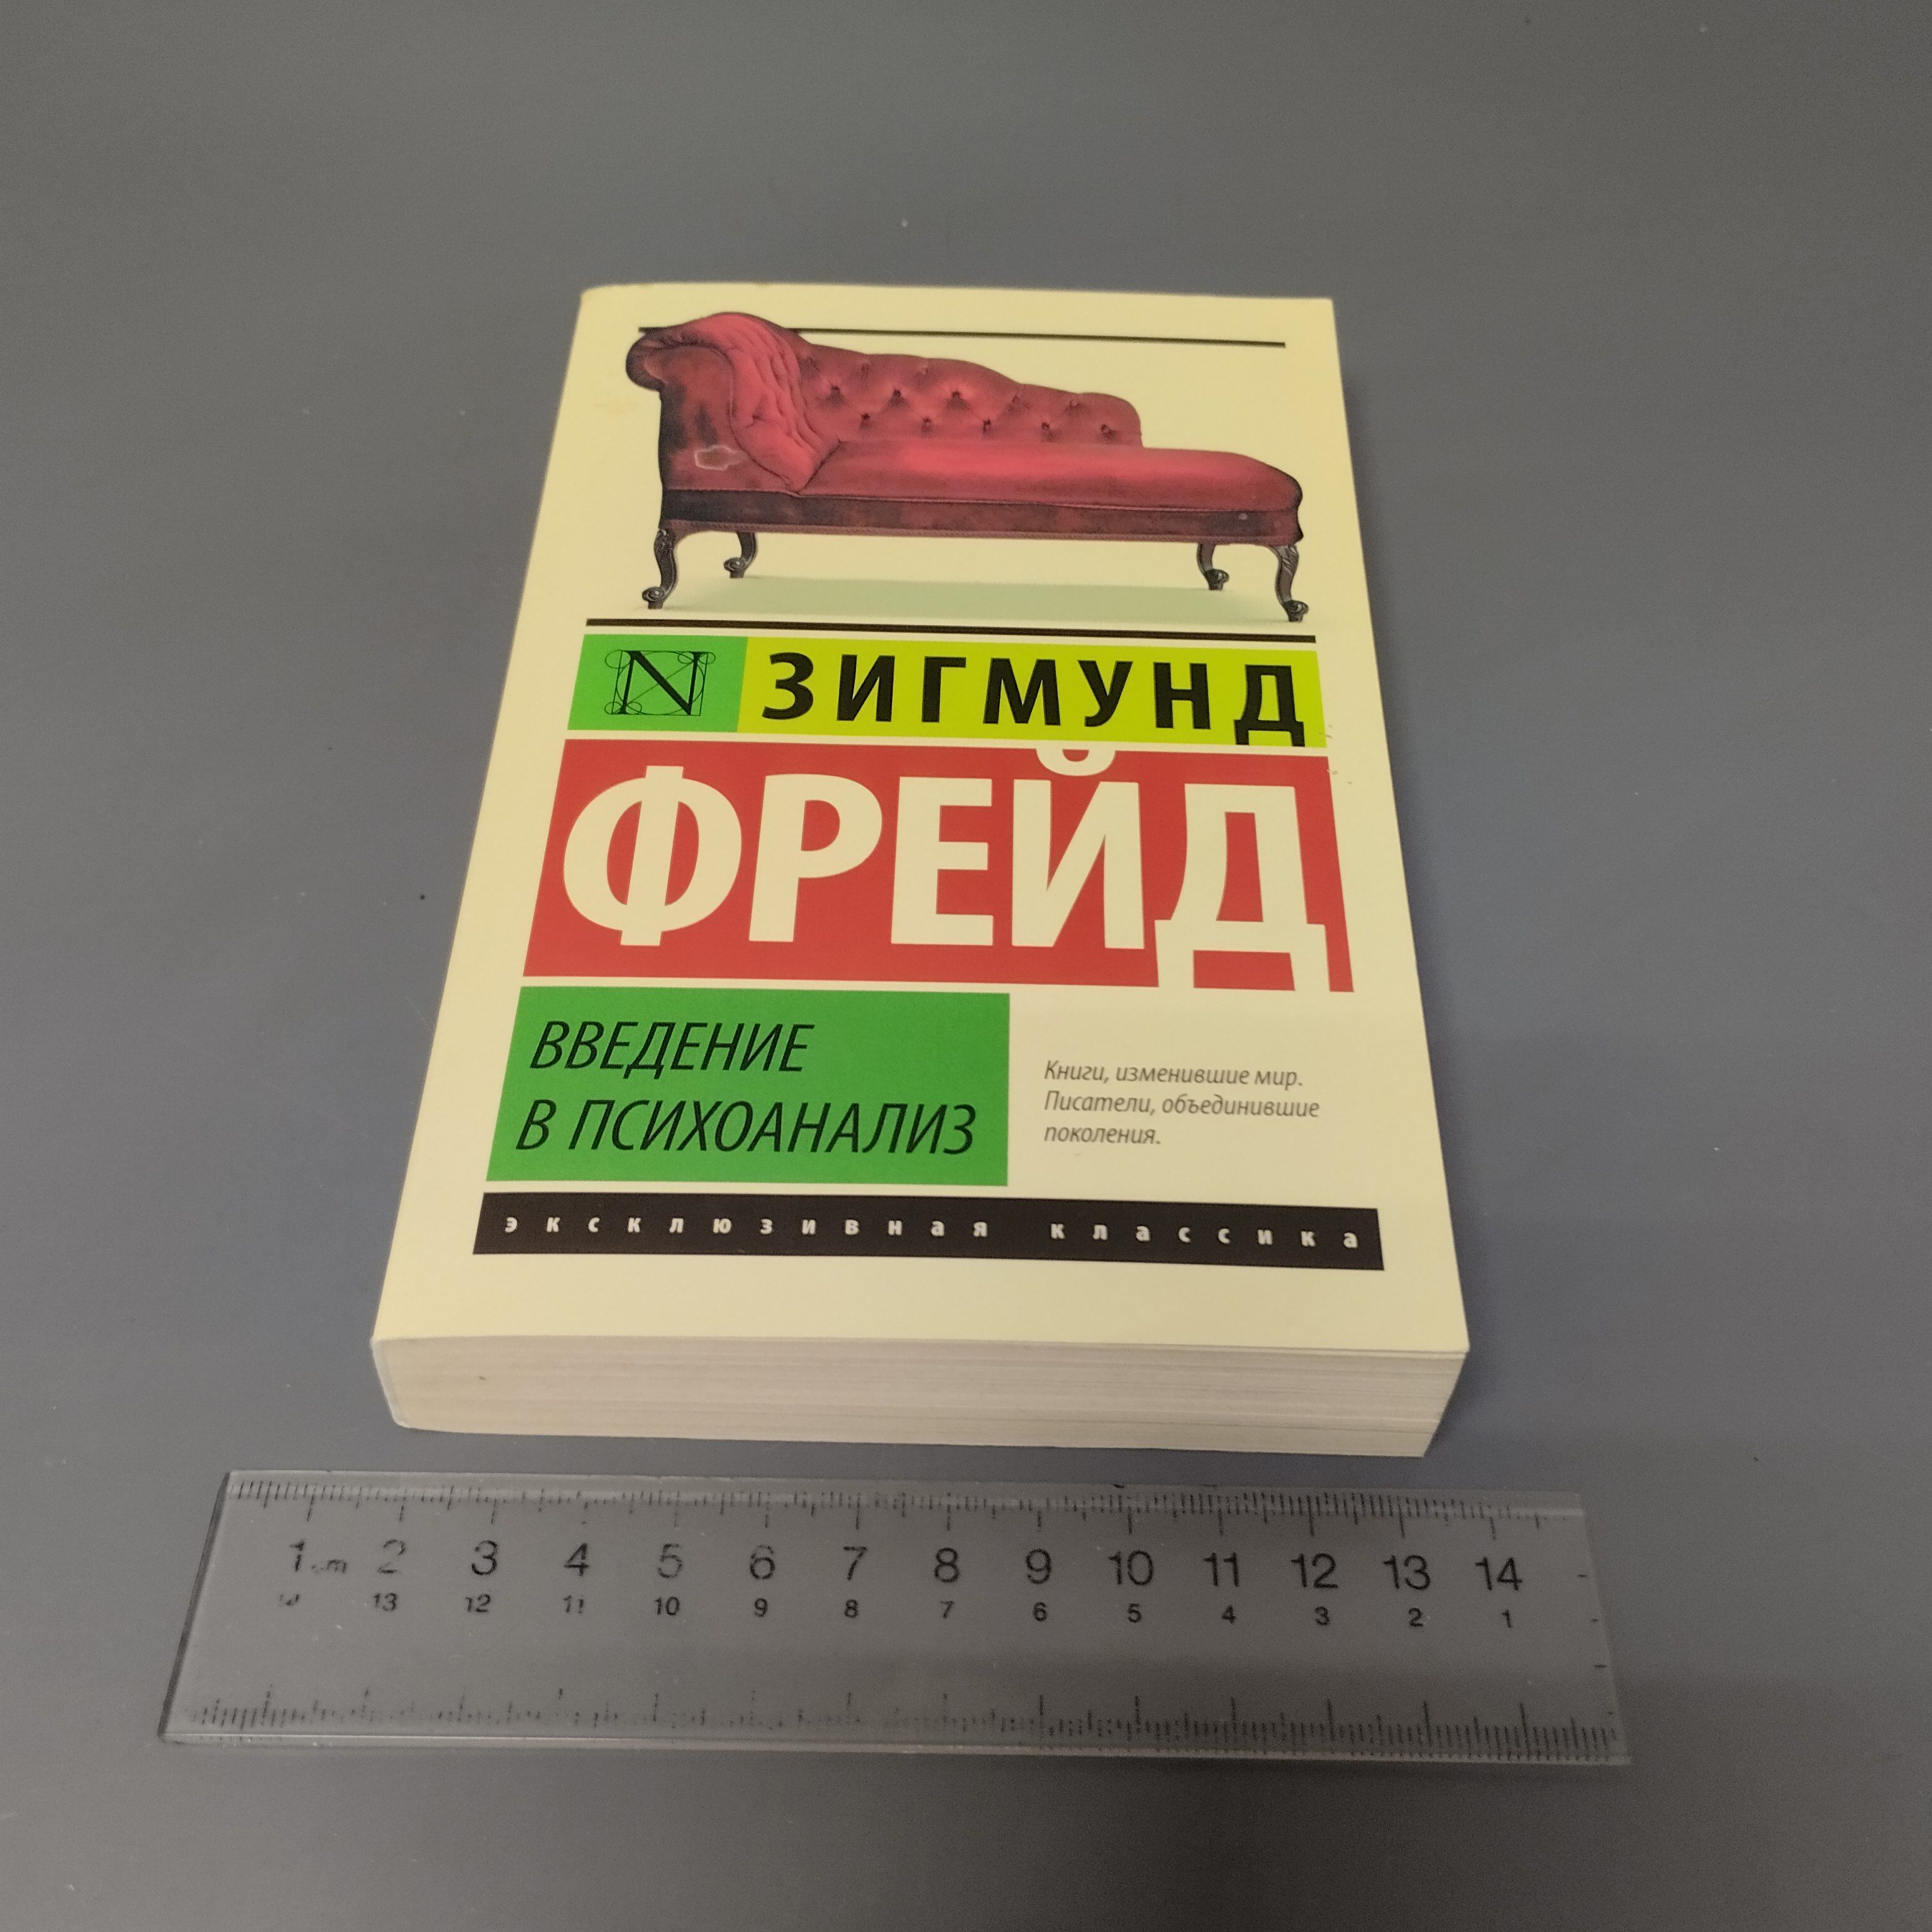 N ЗИГМУНД
ФРЕЙД
ВВЕДЕНИЕ
В ПСИХОАНАЛИЗ
Книги, изменившие мир.
Писатели, объединившие
поколения.
эксклюзивная классика
1 cm 2 3 4 5 6 7 8 9 10 11 12 13 14
14 13 12 11 10 9 8 7 6 5 4 3 2 1